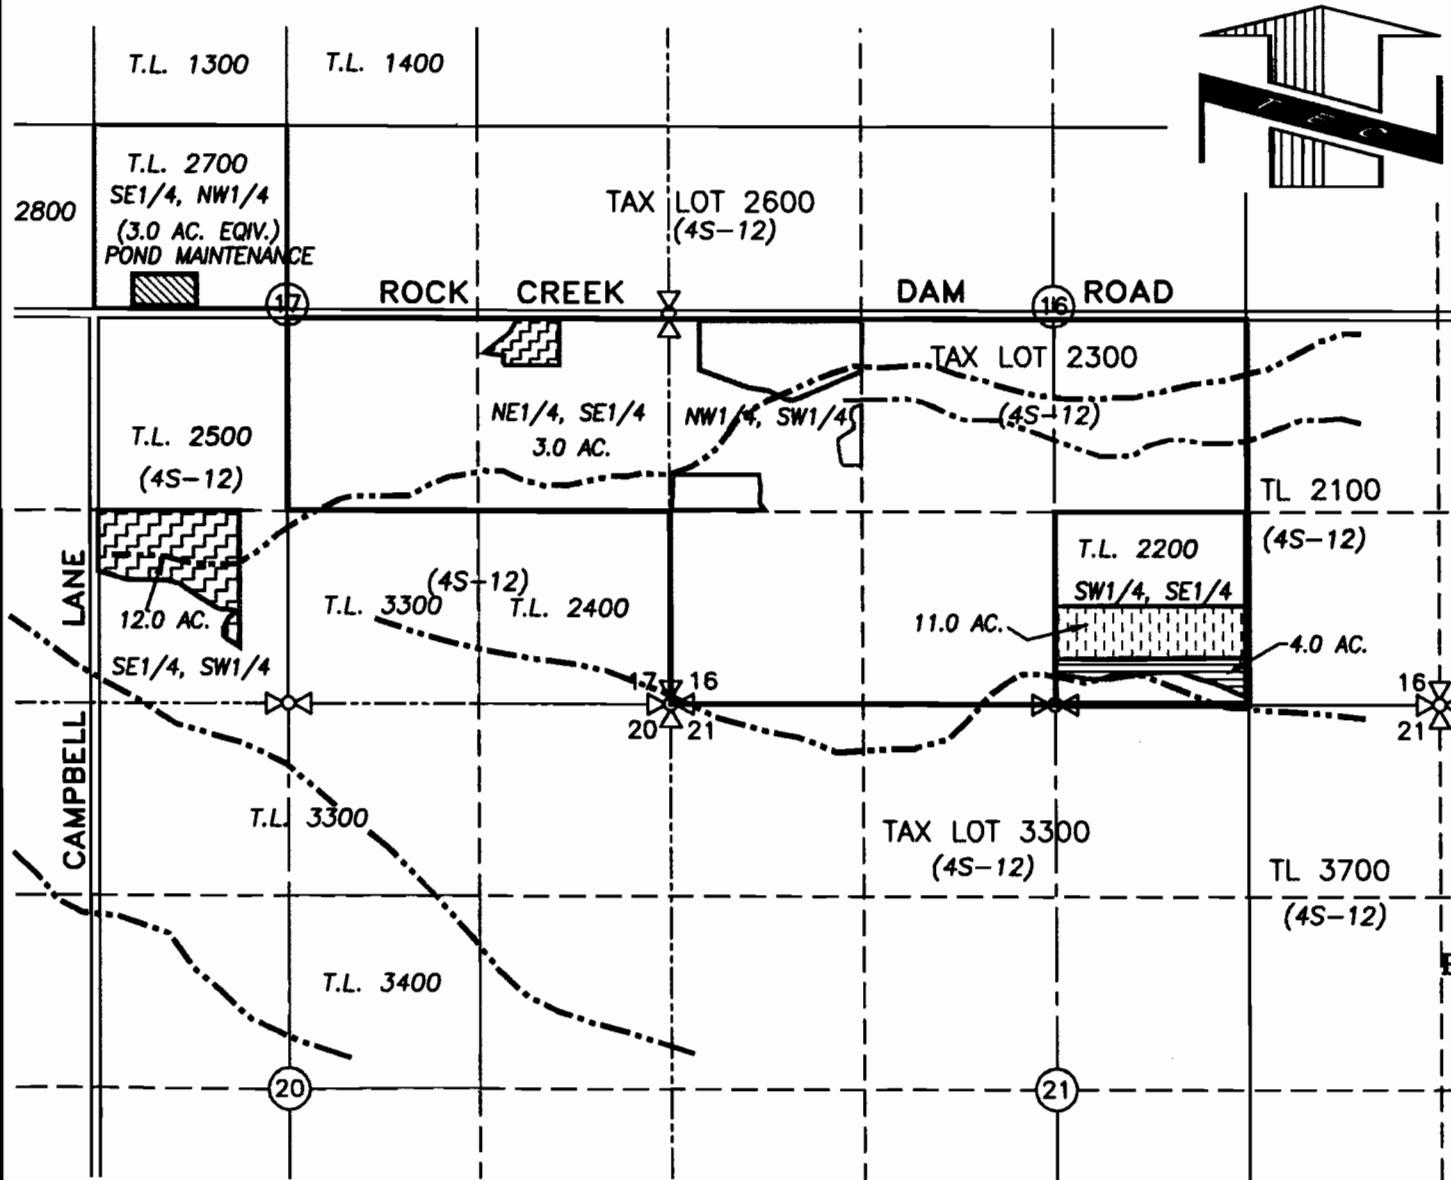 T.L. 1300
T.L. 1400
T E C
T.L. 2700
SE1/4, NW1/4
(3.0 AC. EQIV.)
POND MAINTENANCE
2800
TAX LOT 2600
(4S-12)
17
ROCK CREEK DAM ROAD
16
TAX LOT 2300
(4S-12)
NE1/4, SE1/4
3.0 AC.
NW1/4, SW1/4
T.L. 2500
(4S-12)
TL 2100
(4S-12)
T.L. 2200
SW1/4, SE1/4
11.0 AC.
4.0 AC.
(4S-12)
T.L. 3300
T.L. 2400
12.0 AC.
SE1/4, SW1/4
CAMPBELL LANE
17 16
20 21
16
21
T.L. 3300
TAX LOT 3300
(4S-12)
TL 3700
(4S-12)
T.L. 3400
20
21